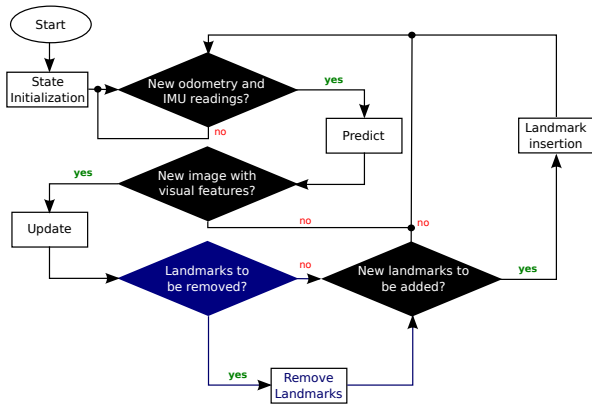 Start
State
Initialization
New odometry and
IMU readings?
yes
no
Predict
Landmark
insertion
New image with
visual features?
yes
no
no
Update
Landmarks to
be removed?
no
yes
New landmarks to
be added?
yes
Remove
Landmarks